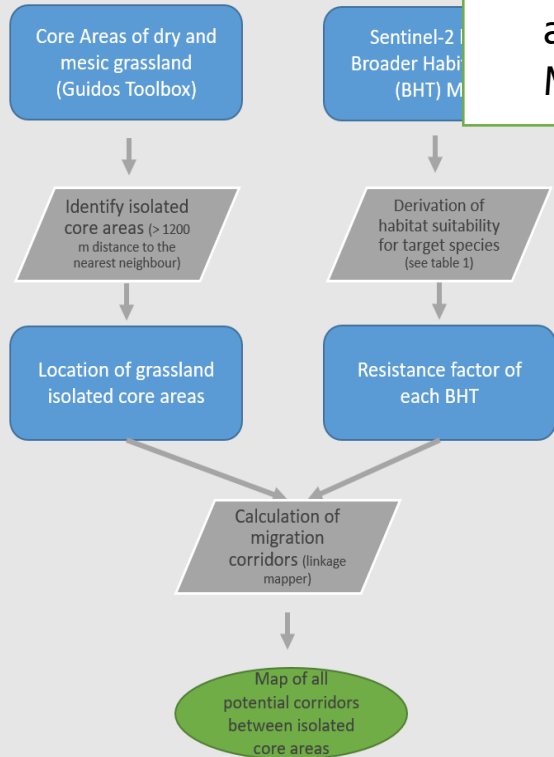 Core Areas of dry and
mesic grassland
(Guidos Toolbox)
Sentinel-2
Broader
(BHT)
a
M
Identify isolated
core areas (> 1200
m distance to the
nearest neighbour)
Derivation of
habitat suitability
for target species
(see table 1)
Location of grassland
isolated core areas
Resistance factor of
each BHT
Calculation of
migration
corridors (linkage
mapper)
Map of all
potential corridors
between isolated
core areas